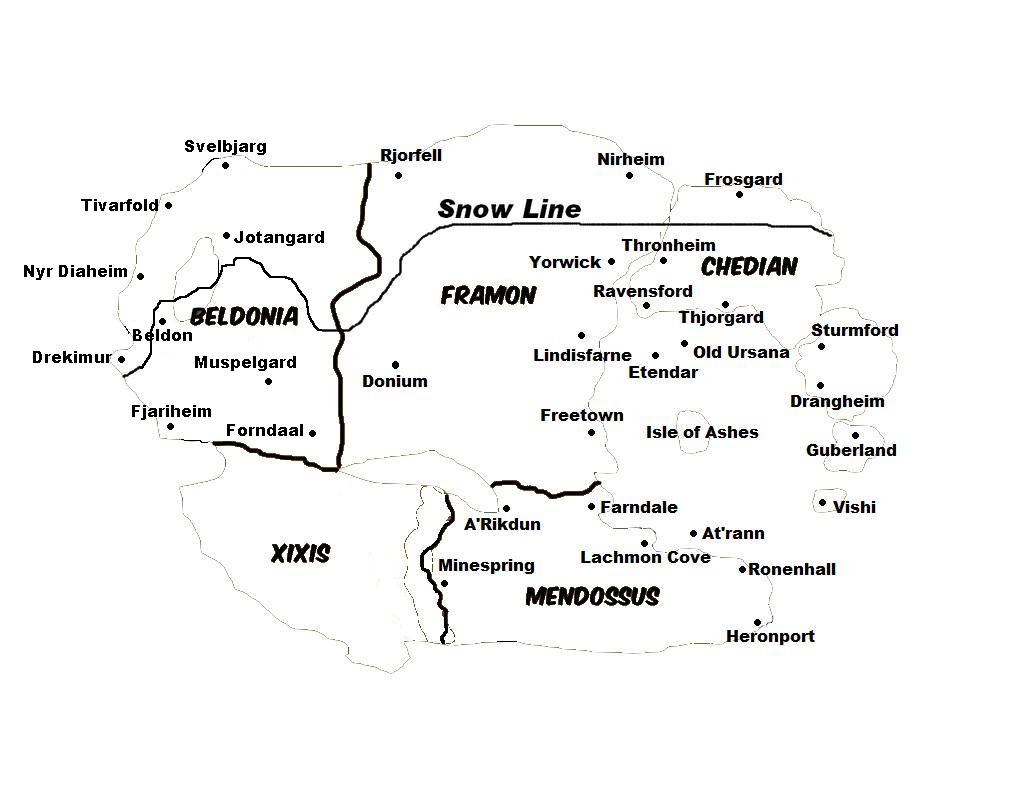 Svelbjarg
Rjorfell
Nirheim
Frosgard
Tivarfold
Snow Line
Jotangard
Thronheim
Yorwick
CHEDIAN
Nyr Diaheim
Ravensford
FRAMON
BELDONIA
Thjorgard
Beldon
Sturmford
Drekimur
Muspelgard
Lindisfarne
Old Ursana
Etendar
Donium
Drangheim
Fjariheim
Forndaal
Freetown
Isle of Ashes
Guberland
A'Rikdun
Farndale
Vishi
At'rann
XIXIS
Minespring
Lachmon Cove
Ronenhall
MENDOSSUS
Heronport